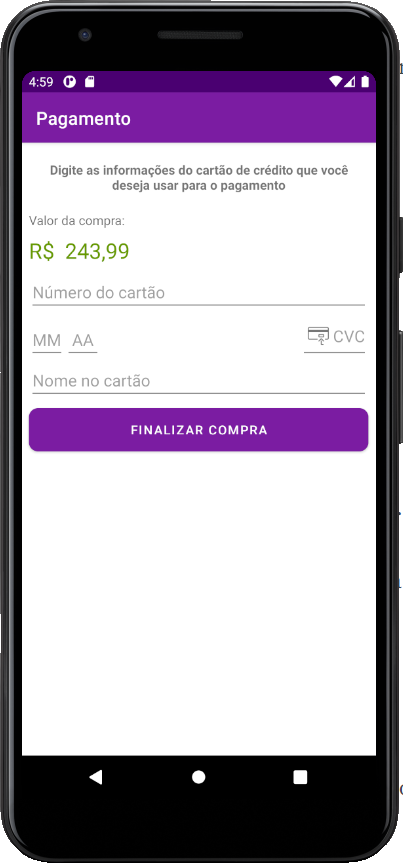 4:59
Pagamento
Digite as informações do cartão de crédito que você
deseja usar para o pagamento
Valor da compra:
R$ 243,99
Número do cartão
MM AA CVC
Nome no cartão
FINALIZAR COMPRA